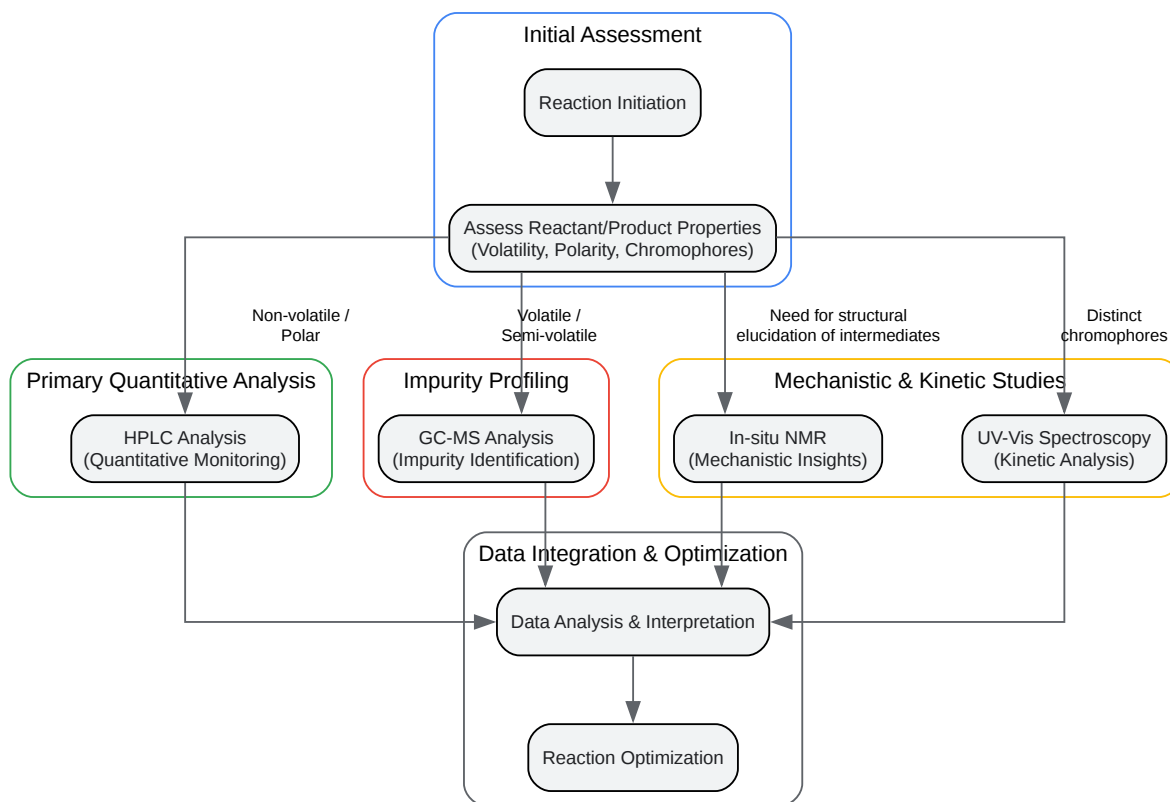 Initial Assessment
Reaction Initiation
Assess Reactant/Product Properties
(Volatility, Polarity, Chromophores)
Non-volatile /
Polar
Volatile /
Semi-volatile
Need for structural
elucidation of intermediates
Distinct
chromophores
Primary Quantitative Analysis
HPLC Analysis
(Quantitative Monitoring)
Impurity Profiling
GC-MS Analysis
(Impurity Identification)
Mechanistic & Kinetic Studies
In-situ NMR
(Mechanistic Insights)
UV-Vis Spectroscopy
(Kinetic Analysis)
Data Integration & Optimization
Data Analysis & Interpretation
Reaction Optimization